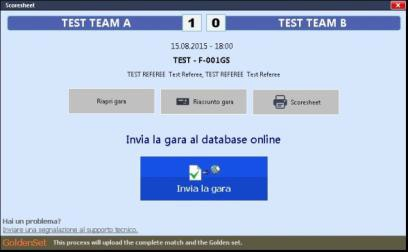 Scoresheet
TEST TEAM A 1 0 TEST TEAM B
15.08.2015 - 18:00
TEST - F-001GS
TEST REFEREE Test Referee, TEST REFEREE Test Referee
Riapri gara Riassunto gara Scoresheet
Invia la gara al database online
Invia la gara
Hai un problema?
Inviare una segnalazione al supporto tecnico.
GoldenSet This process will upload the complete match and the Golden set.